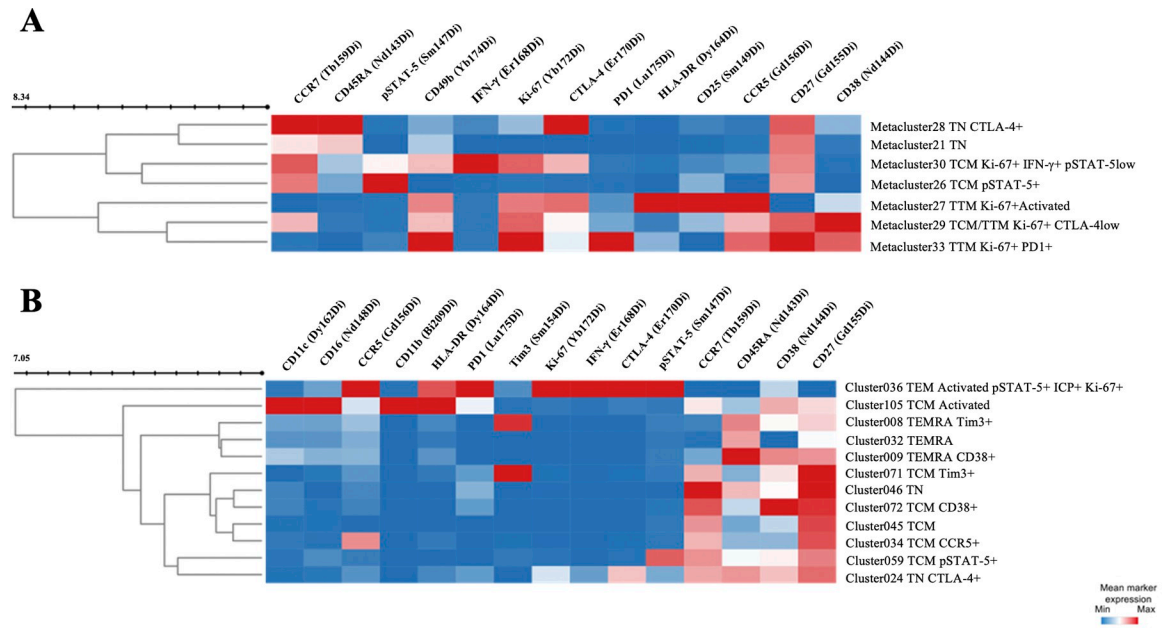 A
CCR7 (Tb159Di)
CD45RA (Nd143Di)
pSTAT-5 (Sm147Di)
CD49b (Yb174Di)
IFN-γ (Er168Di)
Ki-67 (Yb172Di)
CTLA-4 (Er170Di)
PD1 (Lu175Di)
HLA-DR (Dy164Di)
CD25 (Sm149Di)
CCR5 (Gd156Di)
CD27 (Gd155Di)
CD38 (Nd144Di)
8.34
Metacluster28 TN CTLA-4+
Metacluster21 TN
Metacluster30 TCM Ki-67+ IFN-γ+ pSTAT-5low
Metacluster26 TCM pSTAT-5+
Metacluster27 TTM Ki-67+Activated
Metacluster29 TCM/TTM Ki-67+ CTLA-4low
Metacluster33 TTM Ki-67+ PD1+
B
CD11c (Dy162Di)
CD16 (Nd148Di)
CCR5 (Gd156Di)
CD11b (Bi209Di)
HLA-DR (Dy164Di)
PD1 (Lu175Di)
Tim3 (Sm154Di)
Ki-67 (Yb172Di)
IFN-γ (Er168Di)
CTLA-4 (Er170Di)
pSTAT-5 (Sm147Di)
CCR7 (Tb159Di)
CD45RA (Nd143Di)
CD38 (Nd144Di)
CD27 (Gd155Di)
7.05
Cluster036 TEM Activated pSTAT-5+ ICP+ Ki-67+
Cluster105 TCM Activated
Cluster008 TEMRA Tim3+
Cluster032 TEMRA
Cluster009 TEMRA CD38+
Cluster071 TCM Tim3+
Cluster046 TN
Cluster072 TCM CD38+
Cluster045 TCM
Cluster034 TCM CCR5+
Cluster059 TCM pSTAT-5+
Cluster024 TN CTLA-4+
Mean marker
expression
Min Max